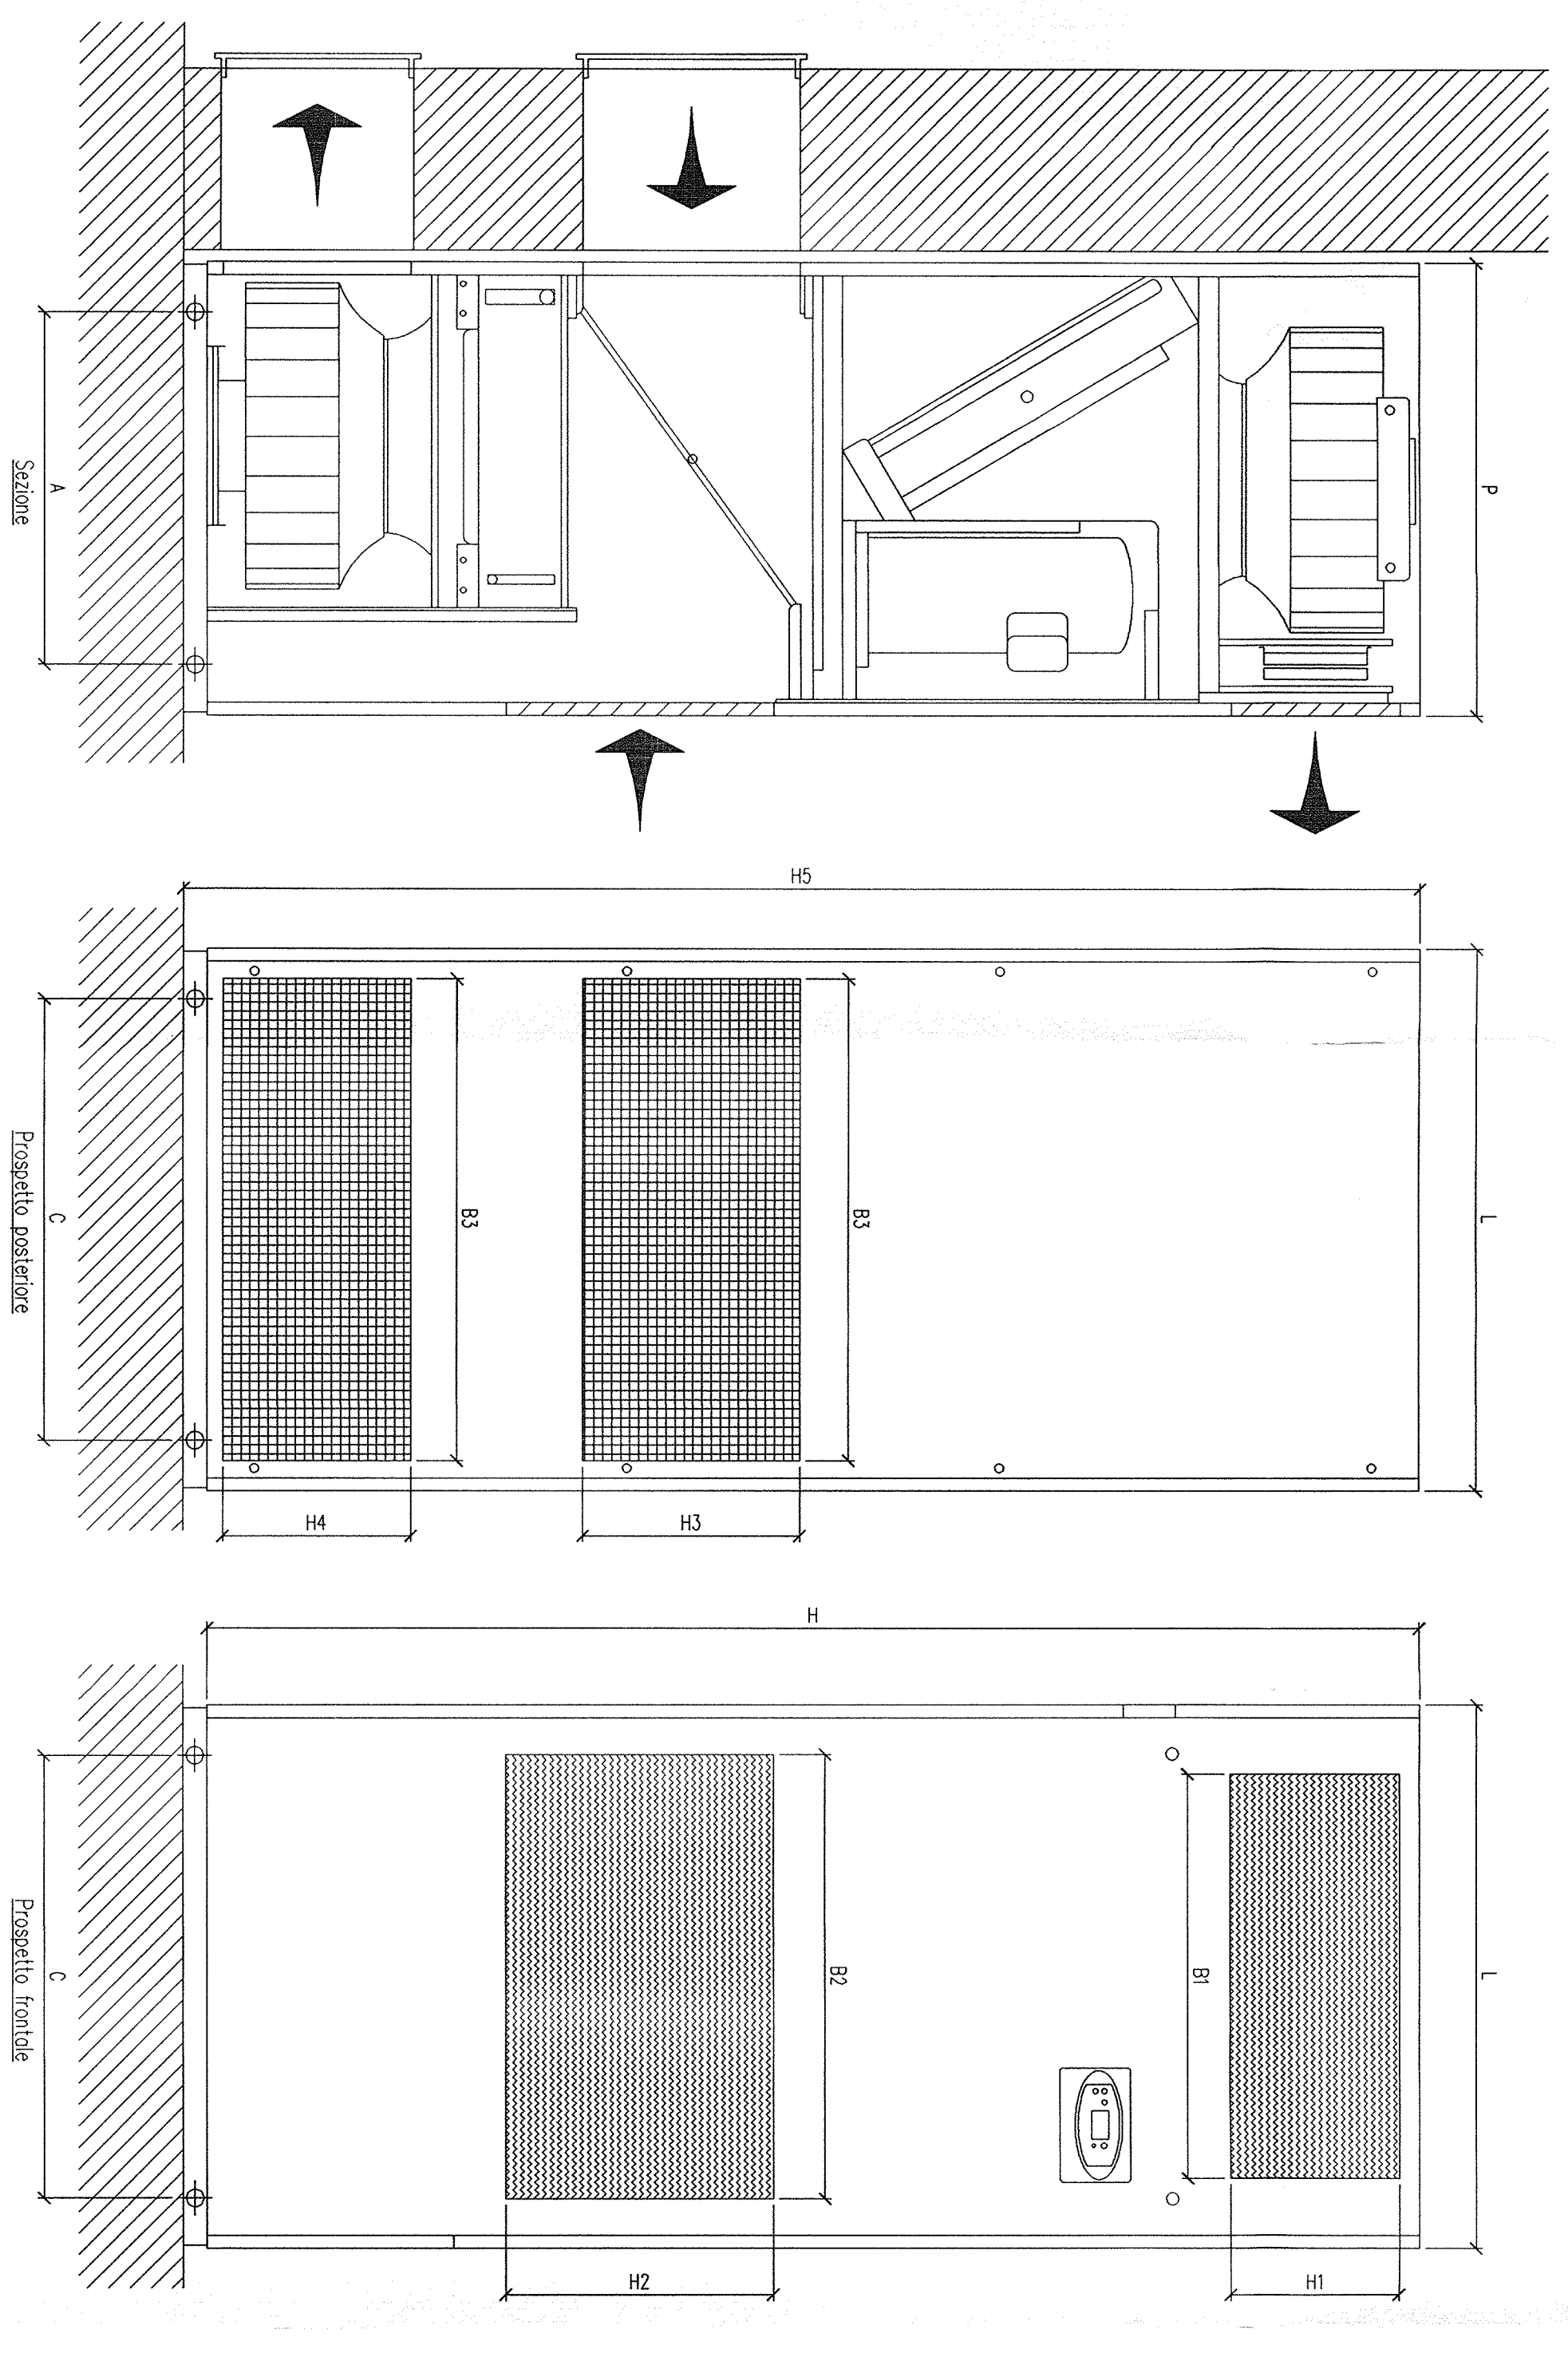 P
A
Sezione
H5
L
B3
B3
H4
H3
C
Prospetto posteriore
H
L
B1
B2
H2
H1
C
Prospetto frontale